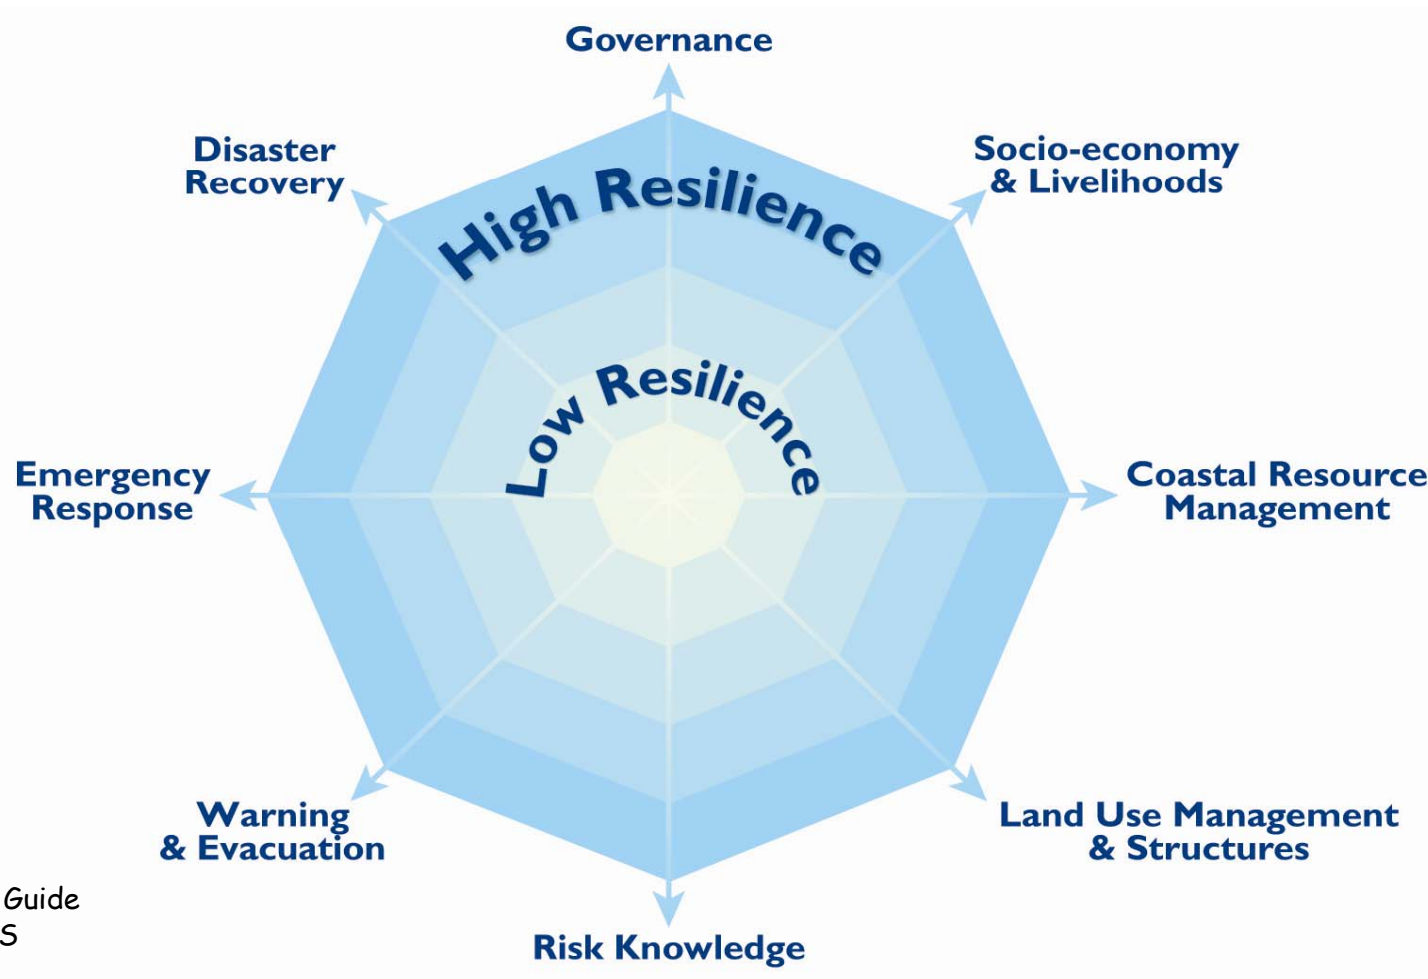 Governance
Disaster
Recovery
Socio-economy
& Livelihoods
High Resilience
Low Resilience
Emergency
Response
Coastal Resource
Management
Warning
& Evacuation
Land Use Management
& Structures
Guide
S
Risk Knowledge